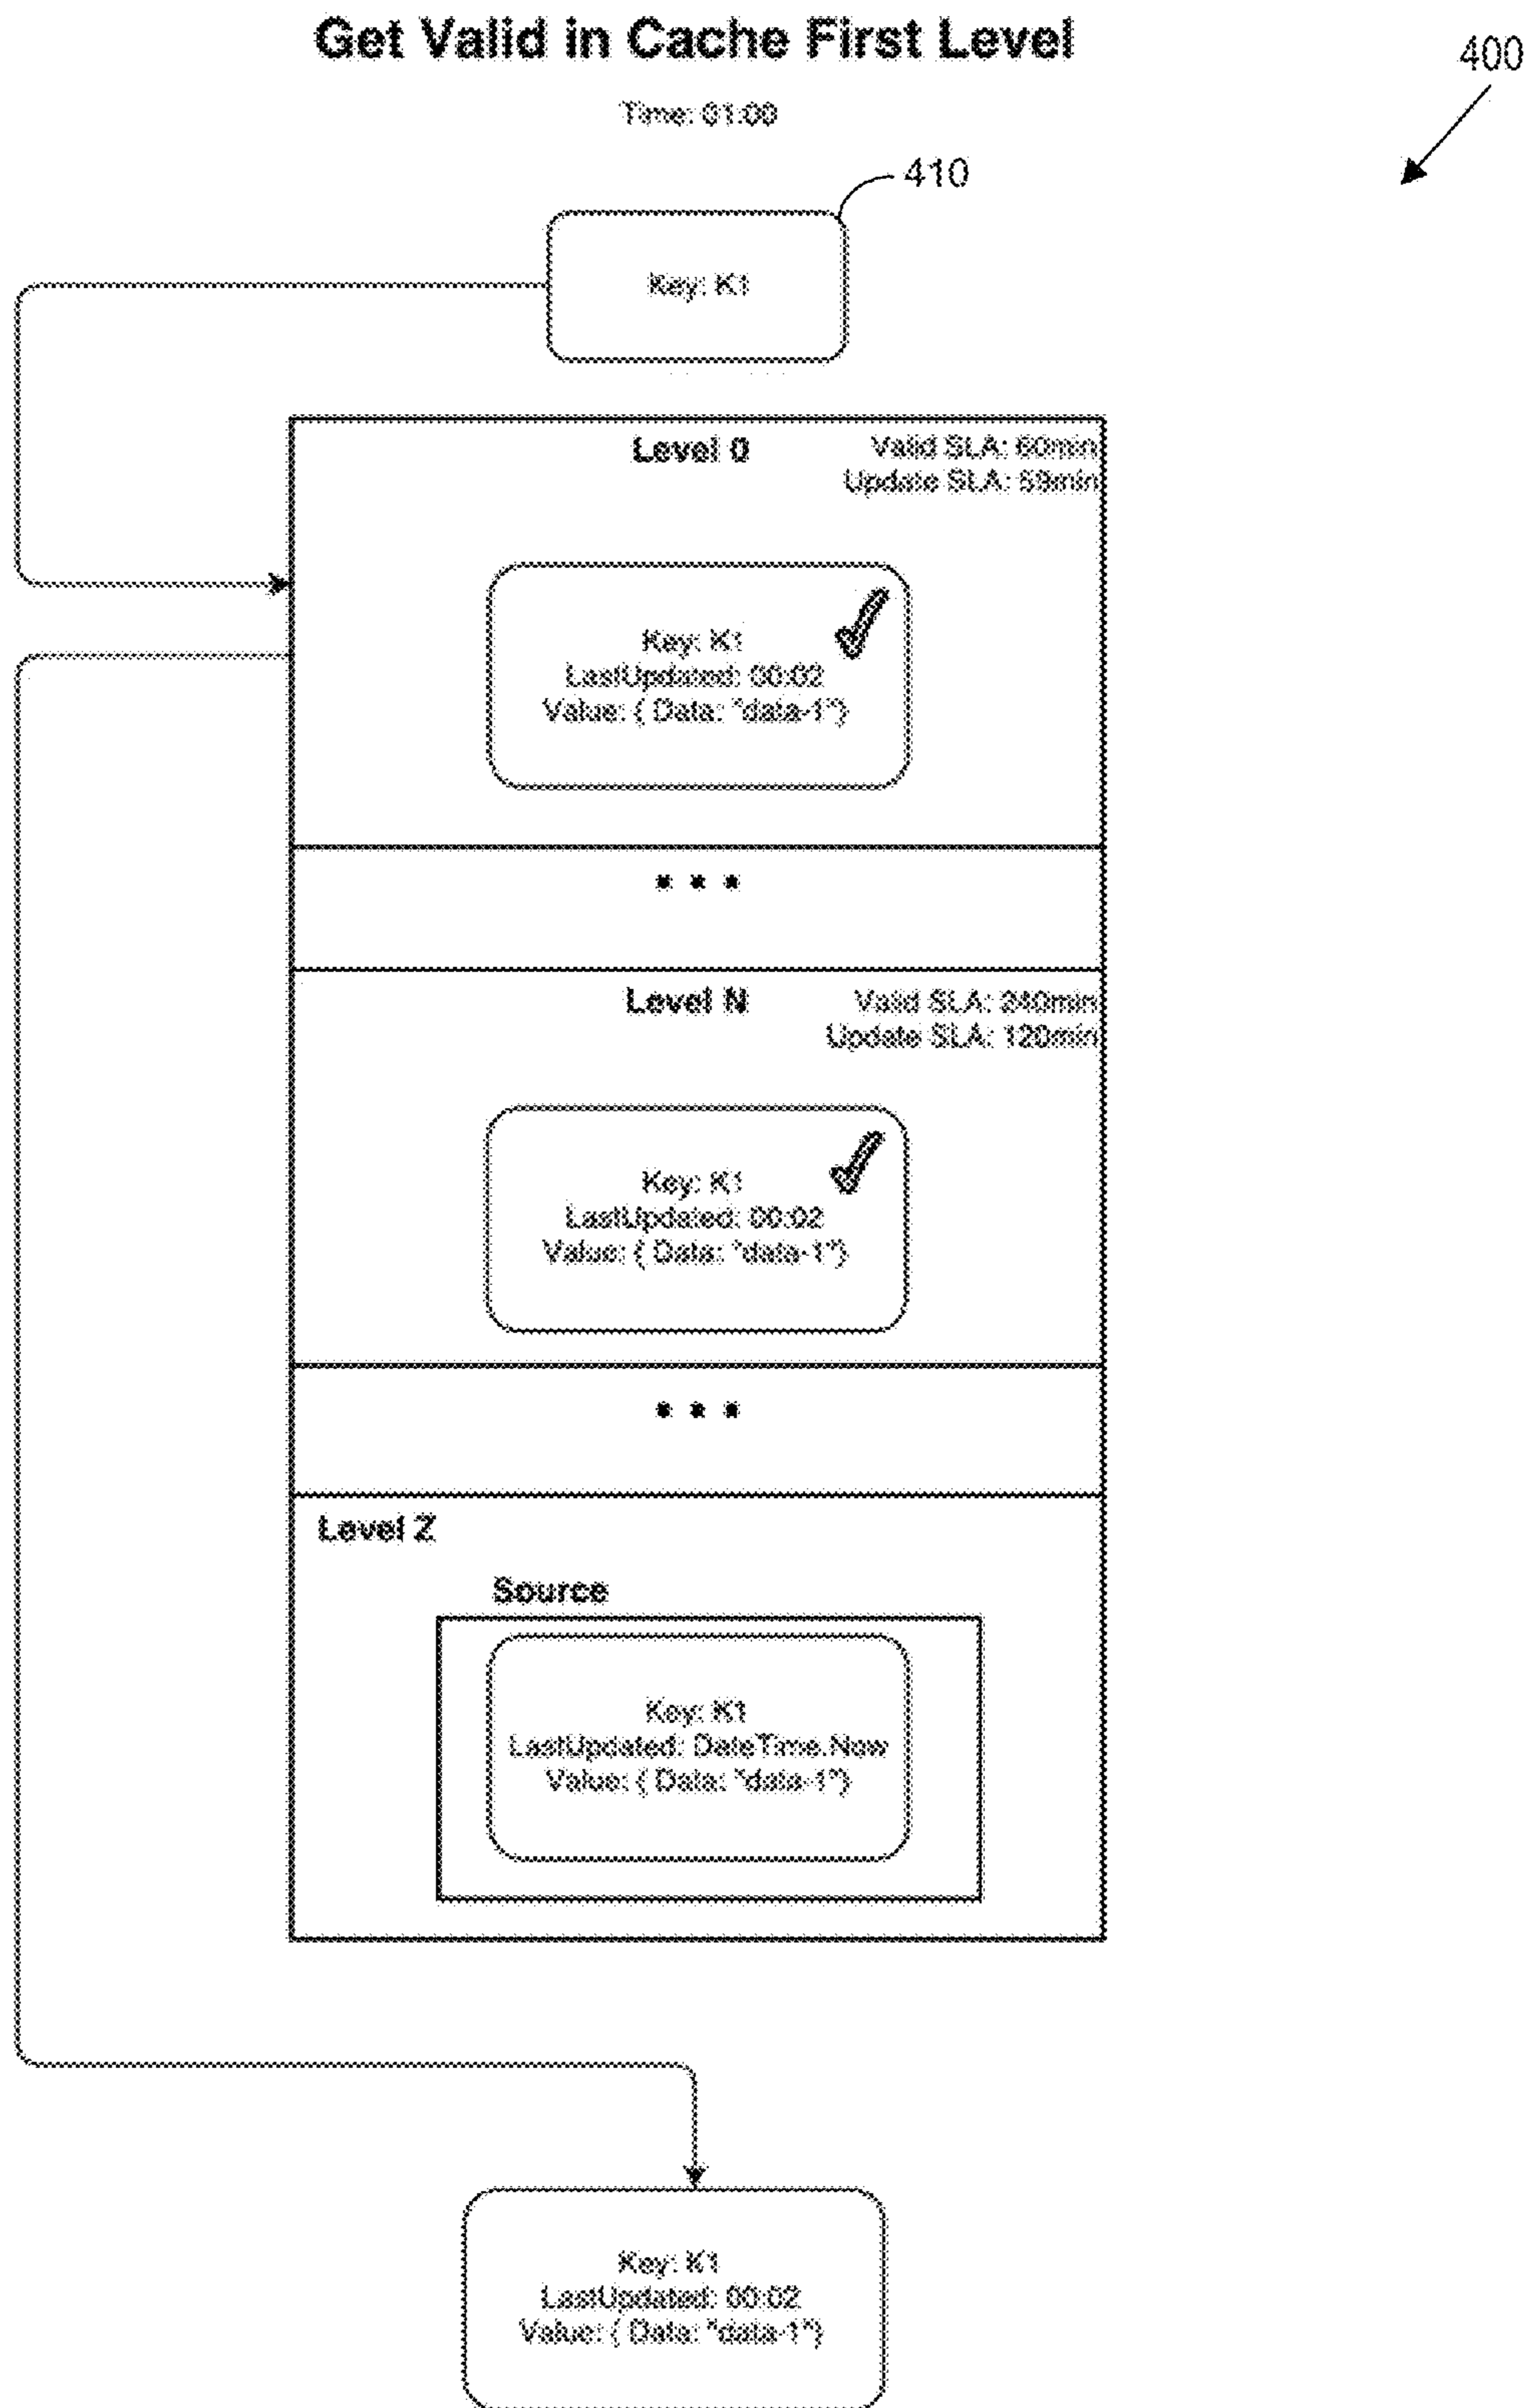 Get Valid in Cache First Level
400
Time: 01:00
410
Key: K1
Level 0
Valid SLA: 60min
Update SLA: 59min
Key: K1
LastUpdated: 00:02
Value: { Data: "data-1"}
Level N
Valid SLA: 240min
Update SLA: 120min
Key: K1
LastUpdated: 00:02
Value: { Data: "data-1"}
Level Z
Source
Key: K1
LastUpdated: DateTime.Now
Value: { Data: "data-1"}
Key: K1
LastUpdated: 00:02
Value: { Data: "data-1"}